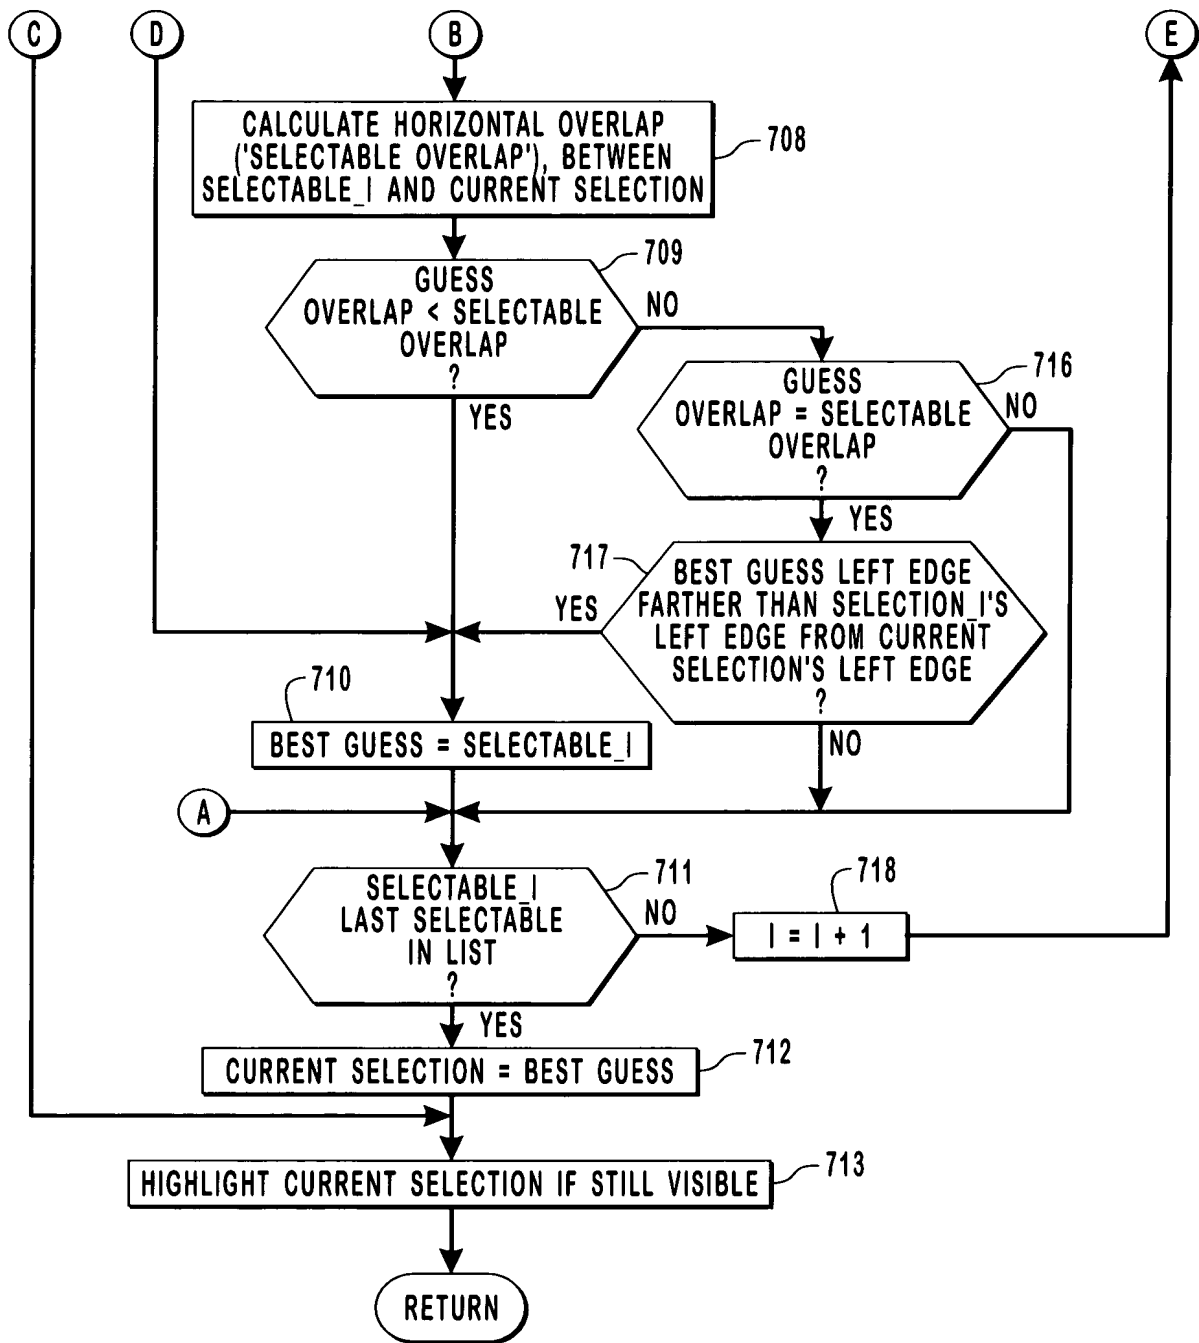 C
D
B
E
CALCULATE HORIZONTAL OVERLAP
('SELECTABLE OVERLAP'), BETWEEN
SELECTABLE_I AND CURRENT SELECTION
708
709
GUESS
OVERLAP < SELECTABLE
OVERLAP
?
NO
YES
716
GUESS
OVERLAP = SELECTABLE
OVERLAP
?
NO
YES
717
BEST GUESS LEFT EDGE
FARTHER THAN SELECTION_I'S
LEFT EDGE FROM CURRENT
SELECTION'S LEFT EDGE
?
YES
NO
710
BEST GUESS = SELECTABLE_I
A
711
SELECTABLE_I
LAST SELECTABLE
IN LIST
?
NO
718
I = I + 1
YES
CURRENT SELECTION = BEST GUESS
712
HIGHLIGHT CURRENT SELECTION IF STILL VISIBLE
713
RETURN